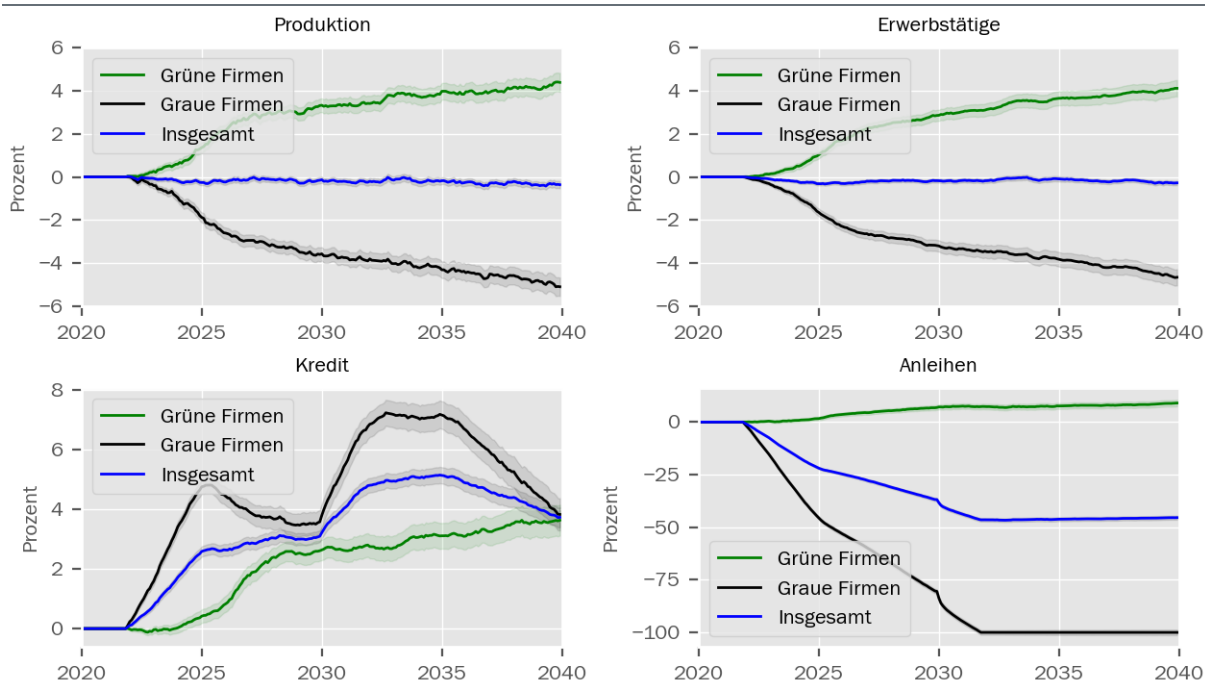 Produktion
6
4
2
0
−2
−4
−6
Prozent
Grüne Firmen
Graue Firmen
Insgesamt
2020 2025 2030 2035 2040
Erwerbstätige
6
4
2
0
−2
−4
−6
Prozent
Grüne Firmen
Graue Firmen
Insgesamt
2020 2025 2030 2035 2040
Kredit
8
6
4
2
0
Prozent
Grüne Firmen
Graue Firmen
Insgesamt
2020 2025 2030 2035 2040
Anleihen
0
−25
−50
−75
−100
Prozent
Grüne Firmen
Graue Firmen
Insgesamt
2020 2025 2030 2035 2040